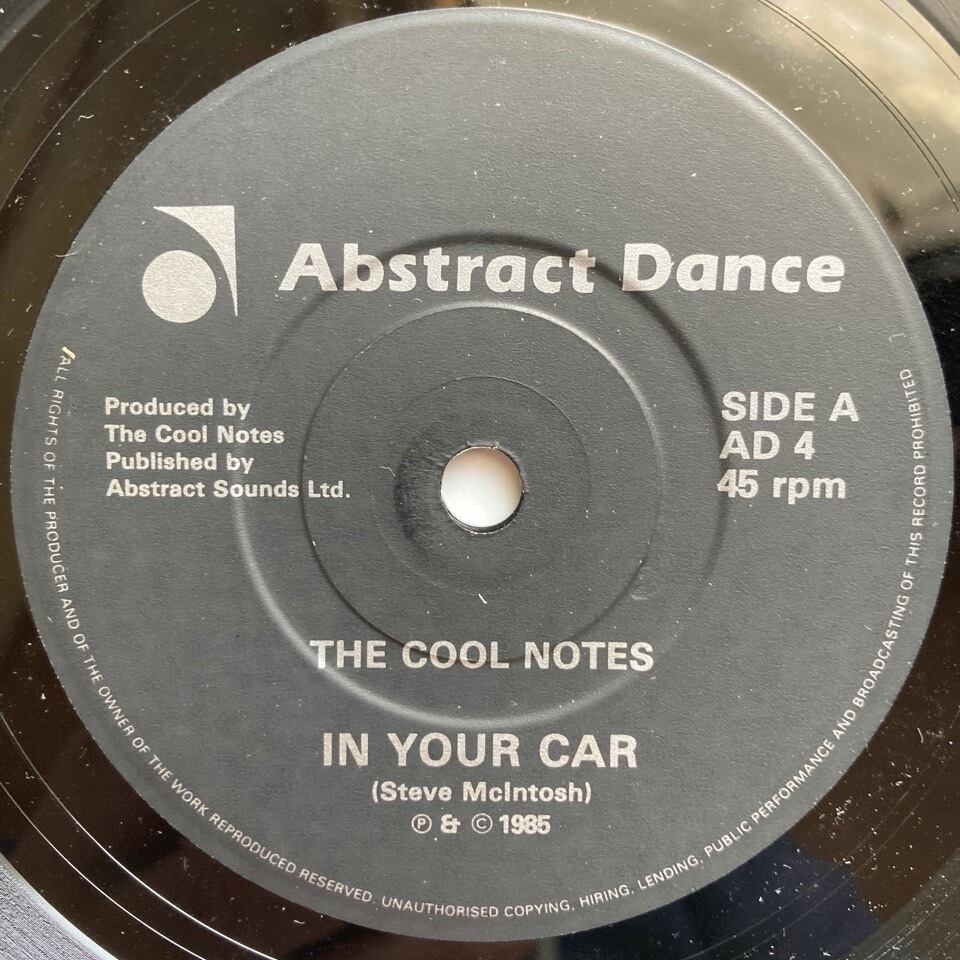 Abstract Dance
Produced by
The Cool Notes
Published by
Abstract Sounds Ltd.
SIDE A
AD 4
45 rpm
THE COOL NOTES
IN YOUR CAR
(Steve McIntosh)
℗ & © 1985
ALL RIGHTS OF THE PRODUCER AND OF THE OWNER OF THE WORK REPRODUCED RESERVED. UNAUTHORISED COPYING, HIRING, LENDING, PUBLIC PERFORMANCE AND BROADCASTING OF THIS RECORD PROHIBITED